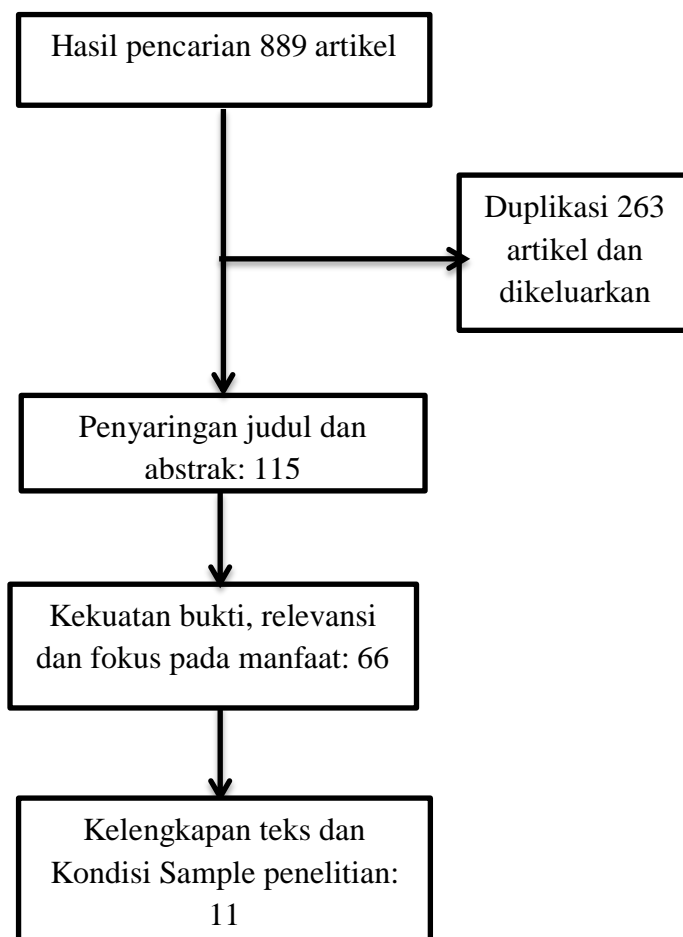 Hasil pencarian 889 artikel
Duplikasi 263
artikel dan
dikeluarkan
Penyaringan judul dan
abstrak: 115
Kekuatan bukti, relevansi
dan fokus pada manfaat: 66
Kelengkapan teks dan
Kondisi Sample penelitian:
11